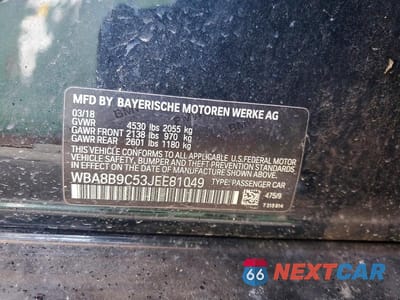 MFD BY BAYERISCHE MOTOREN WERKE AG
03/18
GVWR 4530 lbs 2055 kg
GAWR FRONT 2138 lbs 970 kg
GAWR REAR 2601 lbs 1180 kg
THIS VEHICLE CONFORMS TO ALL APPLICABLE U.S. FEDERAL MOTOR
VEHICLE SAFETY, BUMPER, AND THEFT PREVENTION STANDARDS
IN EFFECT ON THE DATE OF MANUFACTURE SHOWN ABOVE.
WBA8B9C53JEE81049 TYPE: PASSENGER CAR
475/9
66 NEXTCAR